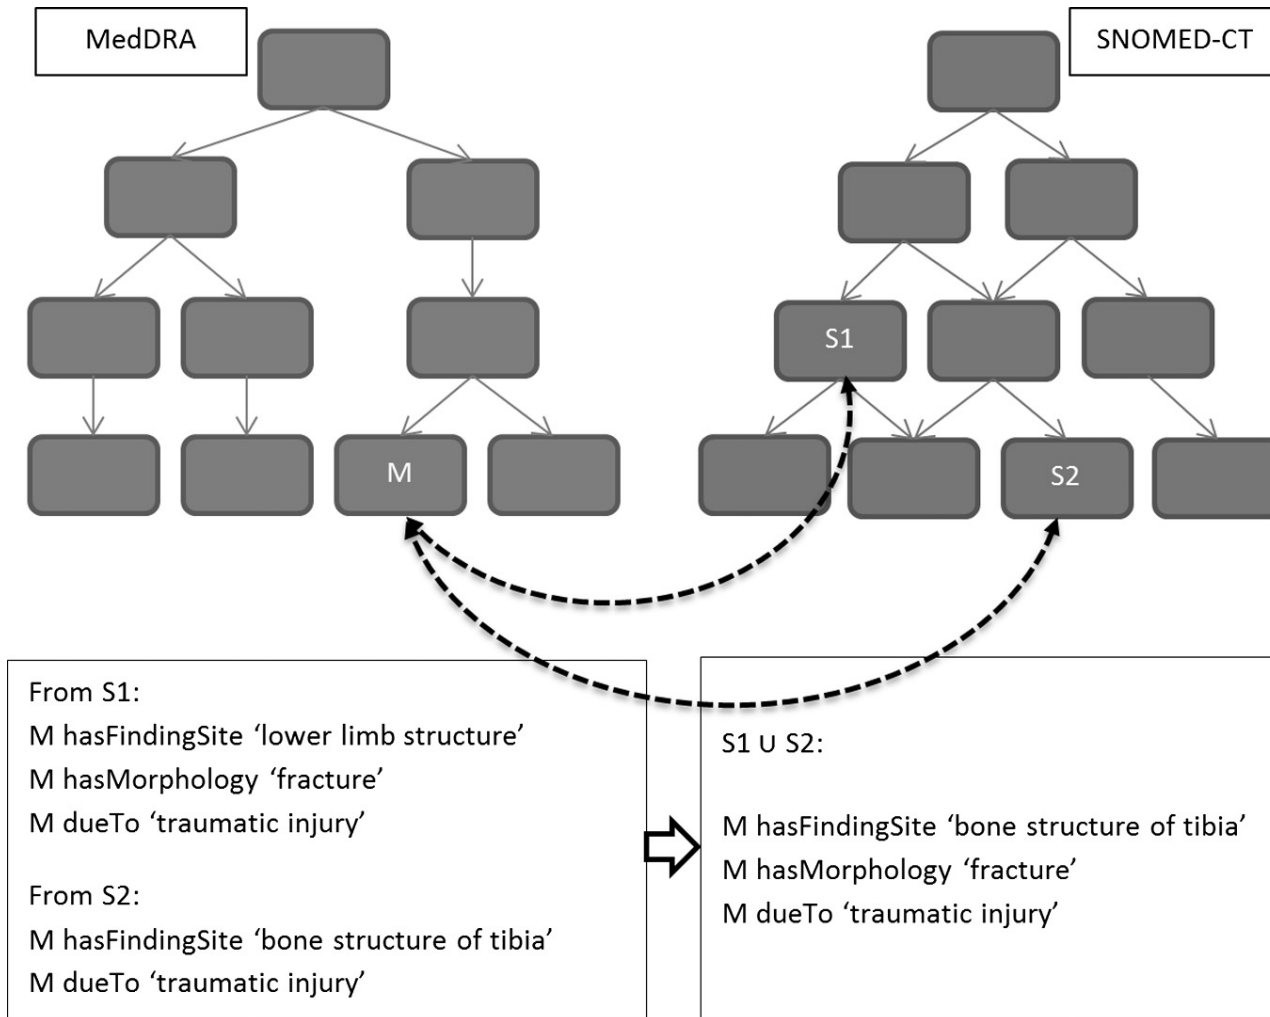 MedDRA
SNOMED-CT
S1
M
S2
From S1:
M hasFindingSite ‘lower limb structure’
M hasMorphology ‘fracture’
M dueTo ‘traumatic injury’
From S2:
M hasFindingSite ‘bone structure of tibia’
M dueTo ‘traumatic injury’
S1 U S2:
M hasFindingSite ‘bone structure of tibia’
M hasMorphology ‘fracture’
M dueTo ‘traumatic injury’